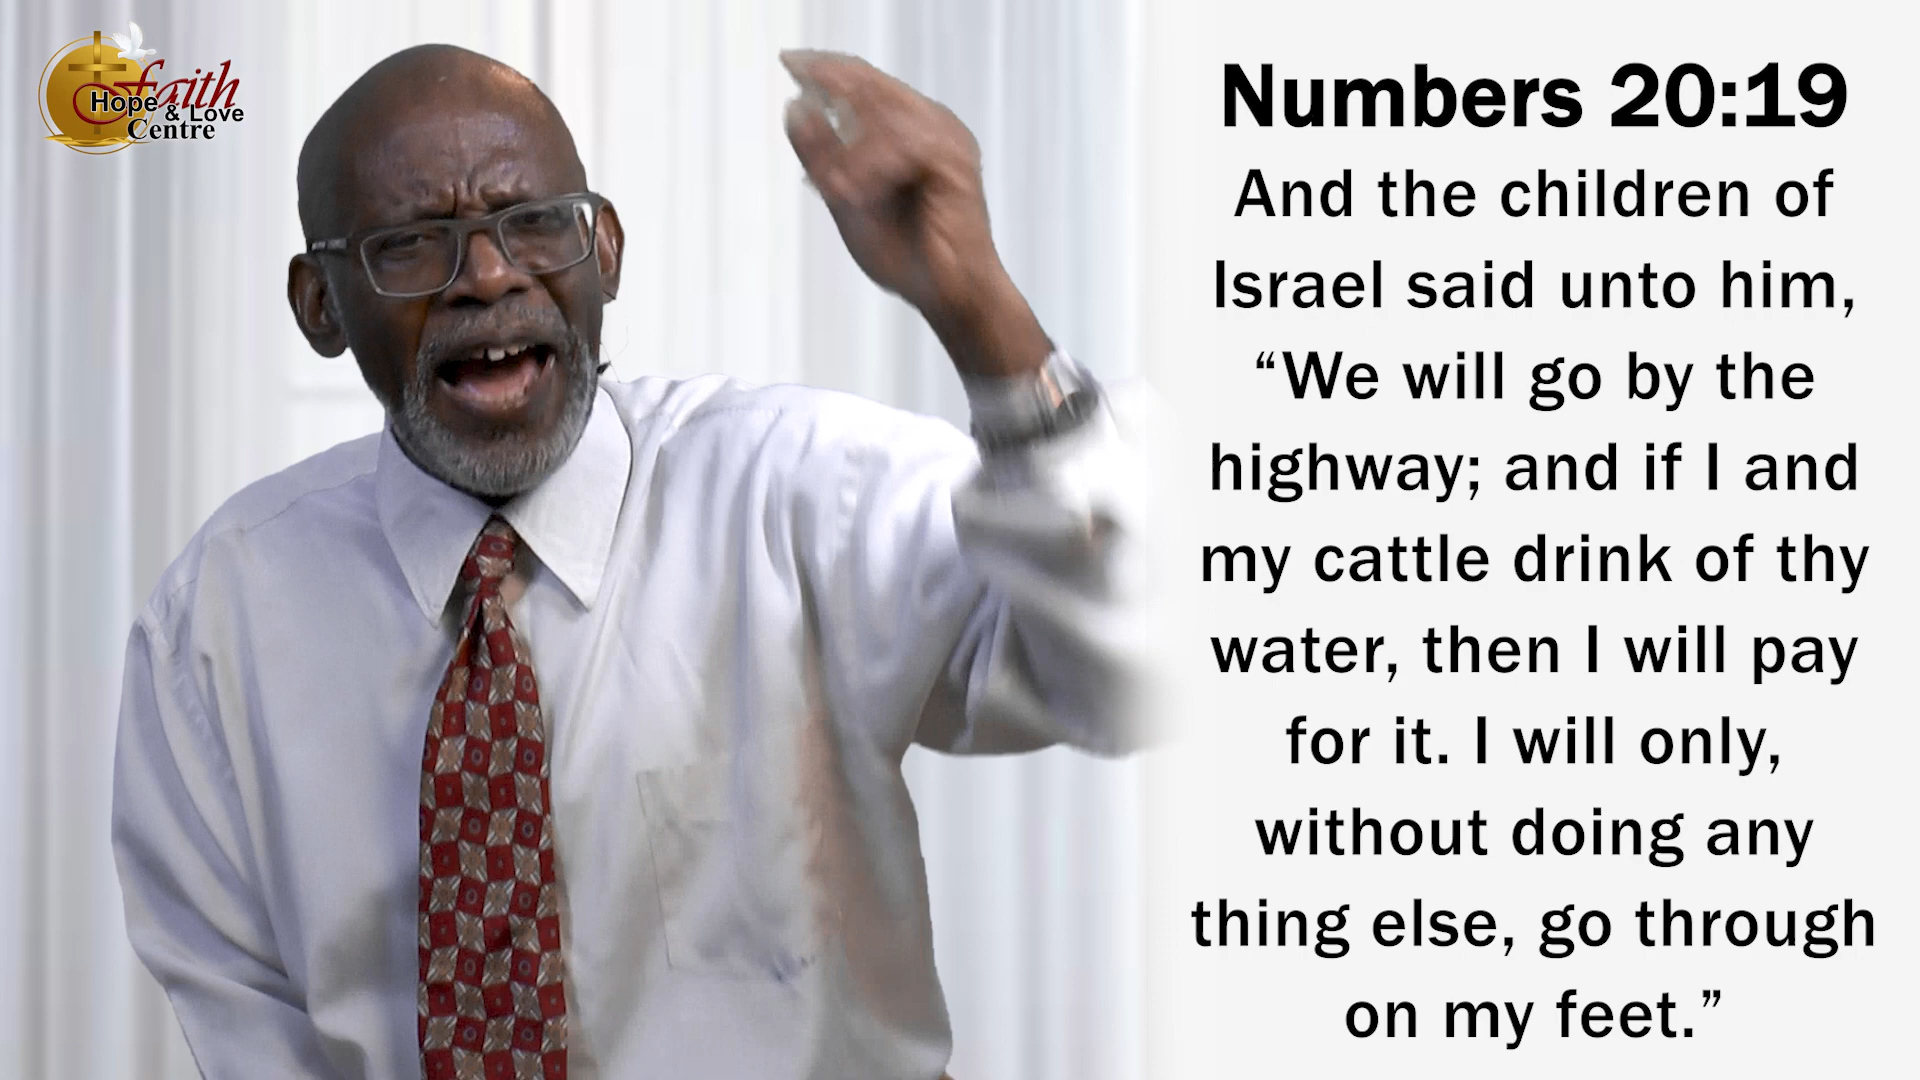 faith
Hope & Love
Centre
Numbers 20:19
And the children of
Israel said unto him,
“We will go by the
highway; and if I and
my cattle drink of thy
water, then I will pay
for it. I will only,
without doing any
thing else, go through
on my feet.”